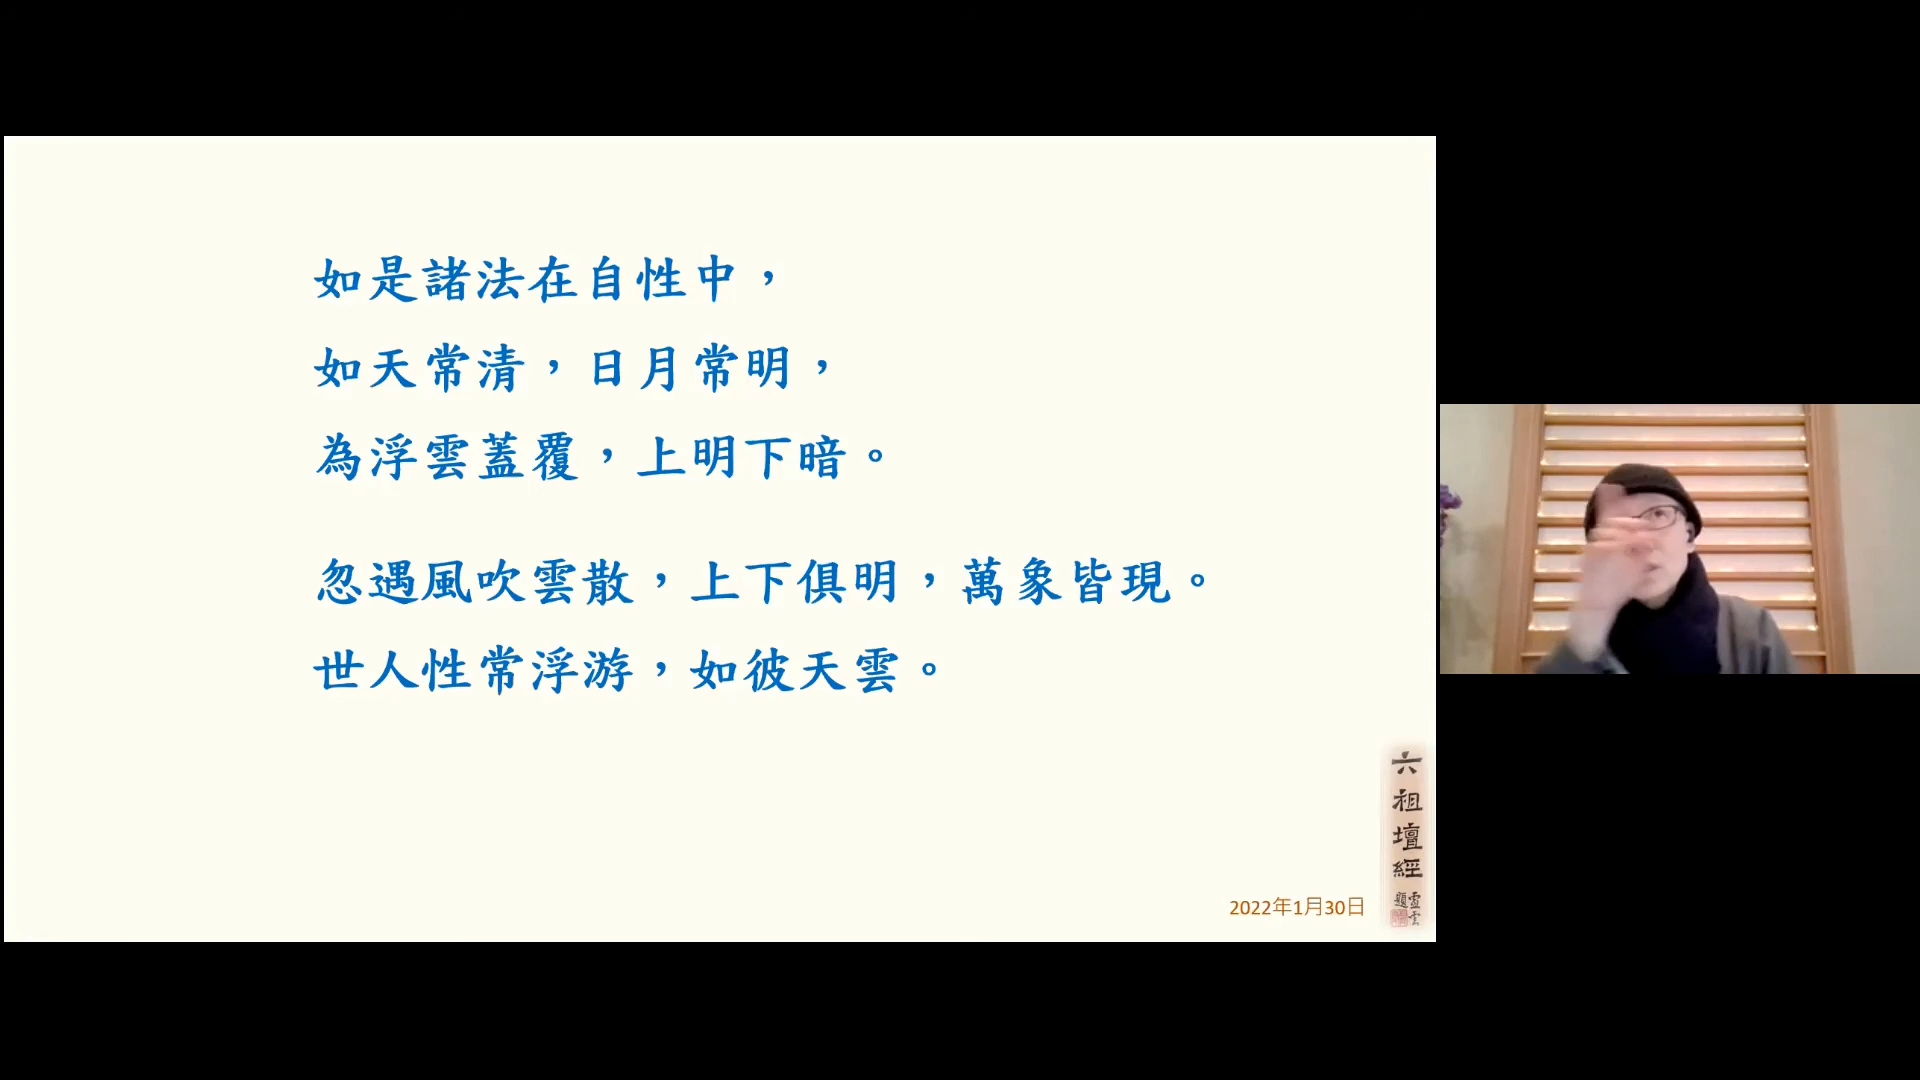 如是諸法在自性中，
如天常清，日月常明，
為浮雲蓋覆，上明下暗。
忽遇風吹雲散，上下俱明，萬象皆現。
世人性常浮游，如彼天雲。
六祖壇經
虛雲題
2022年1月30日